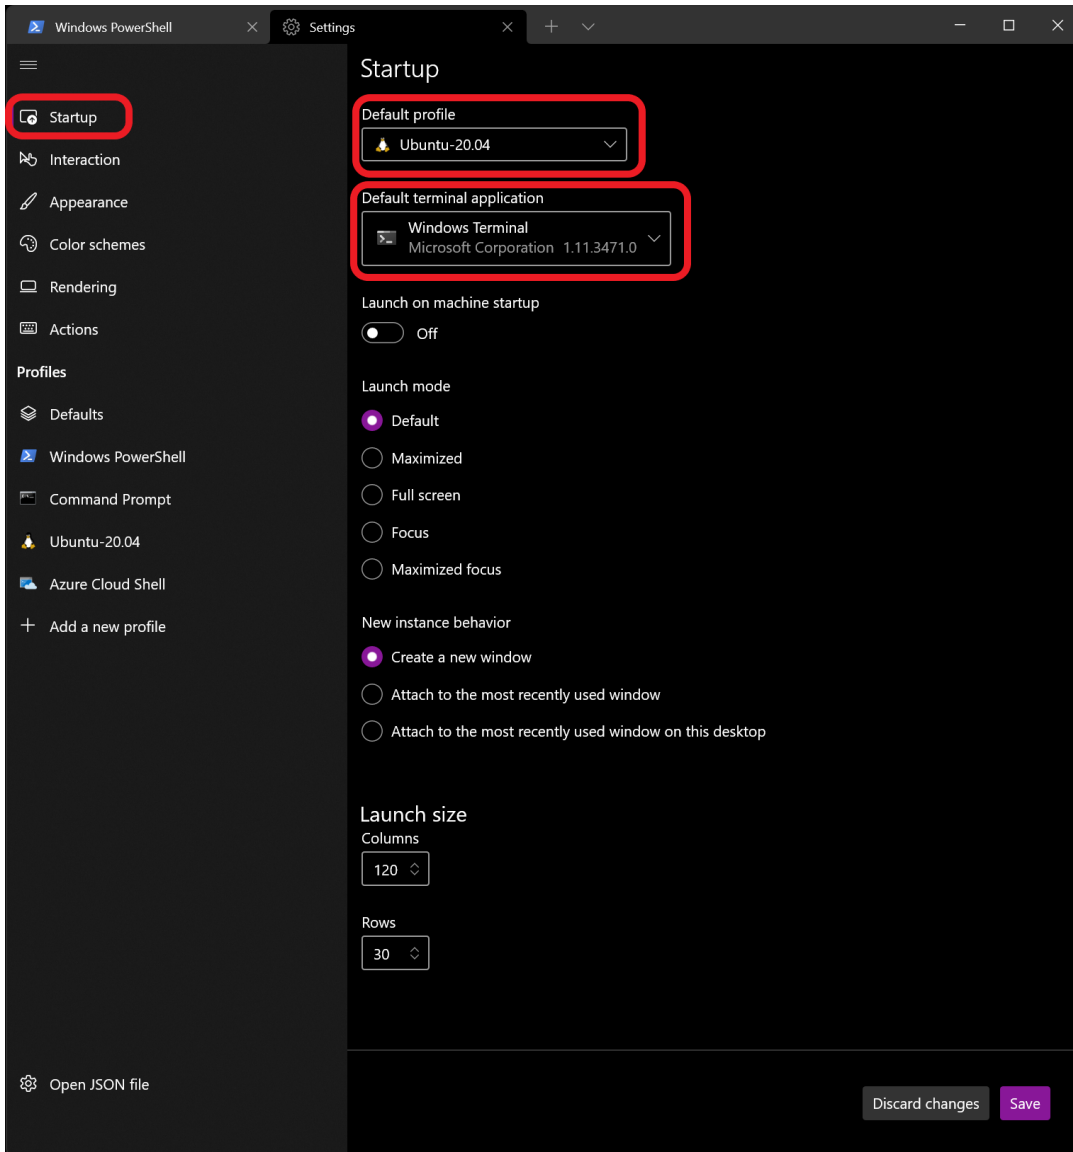 Windows PowerShell
Settings
Startup
Interaction
Appearance
Color schemes
Rendering
Actions
Profiles
Defaults
Windows PowerShell
Command Prompt
Ubuntu-20.04
Azure Cloud Shell
Add a new profile
Open JSON file
Startup
Default profile
Ubuntu-20.04
Default terminal application
Windows Terminal
Microsoft Corporation 1.11.3471.0
Launch on machine startup
Off
Launch mode
Default
Maximized
Full screen
Focus
Maximized focus
New instance behavior
Create a new window
Attach to the most recently used window
Attach to the most recently used window on this desktop
Launch size
Columns
120
Rows
30
Discard changes
Save